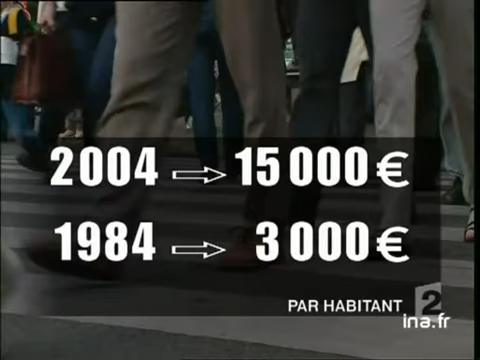 2004 ⇨ 15 000 €
1984 ⇨ 3 000 €
PAR HABITANT
2
ina.fr